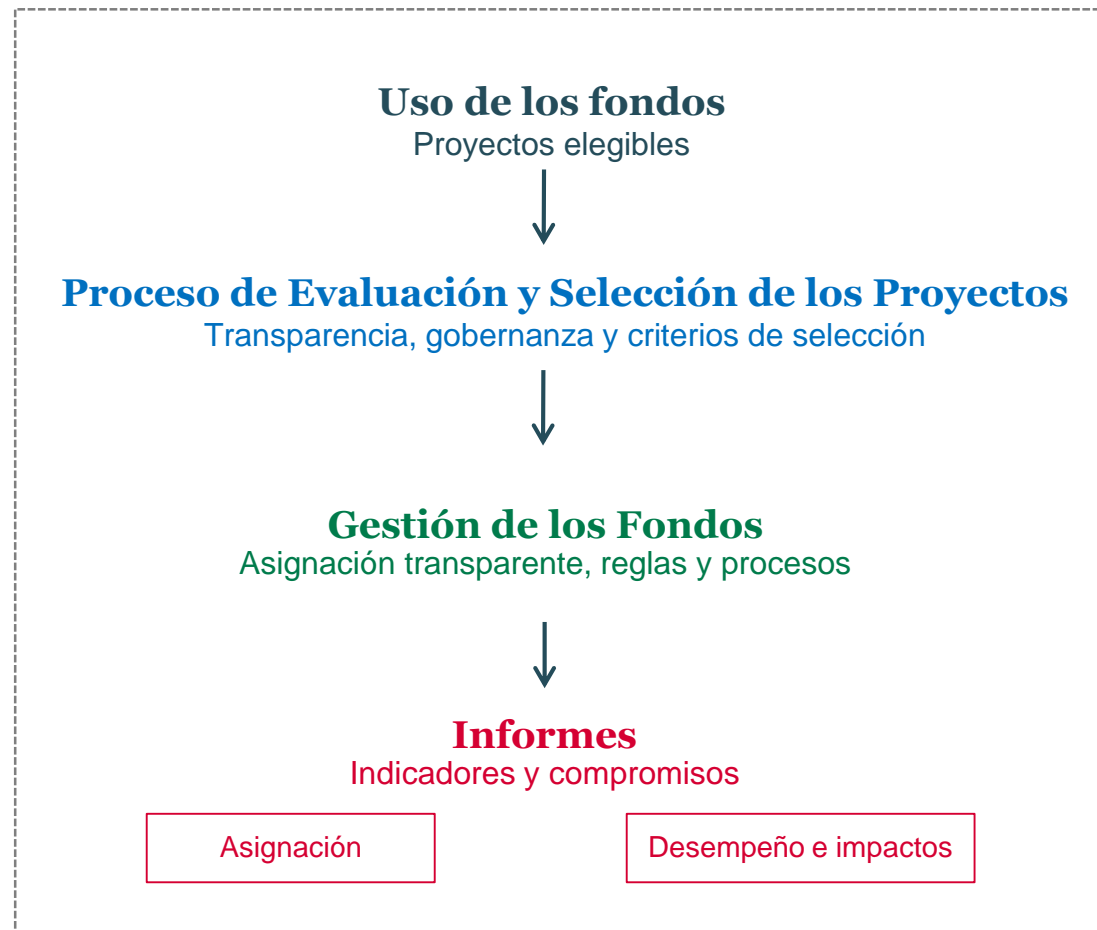 Uso de los fondos
Proyectos elegibles
Proceso de Evaluación y Selección de los Proyectos
Transparencia, gobernanza y criterios de selección
Gestión de los Fondos
Asignación transparente, reglas y procesos
Informes
Indicadores y compromisos
Asignación
Desempeño e impactos